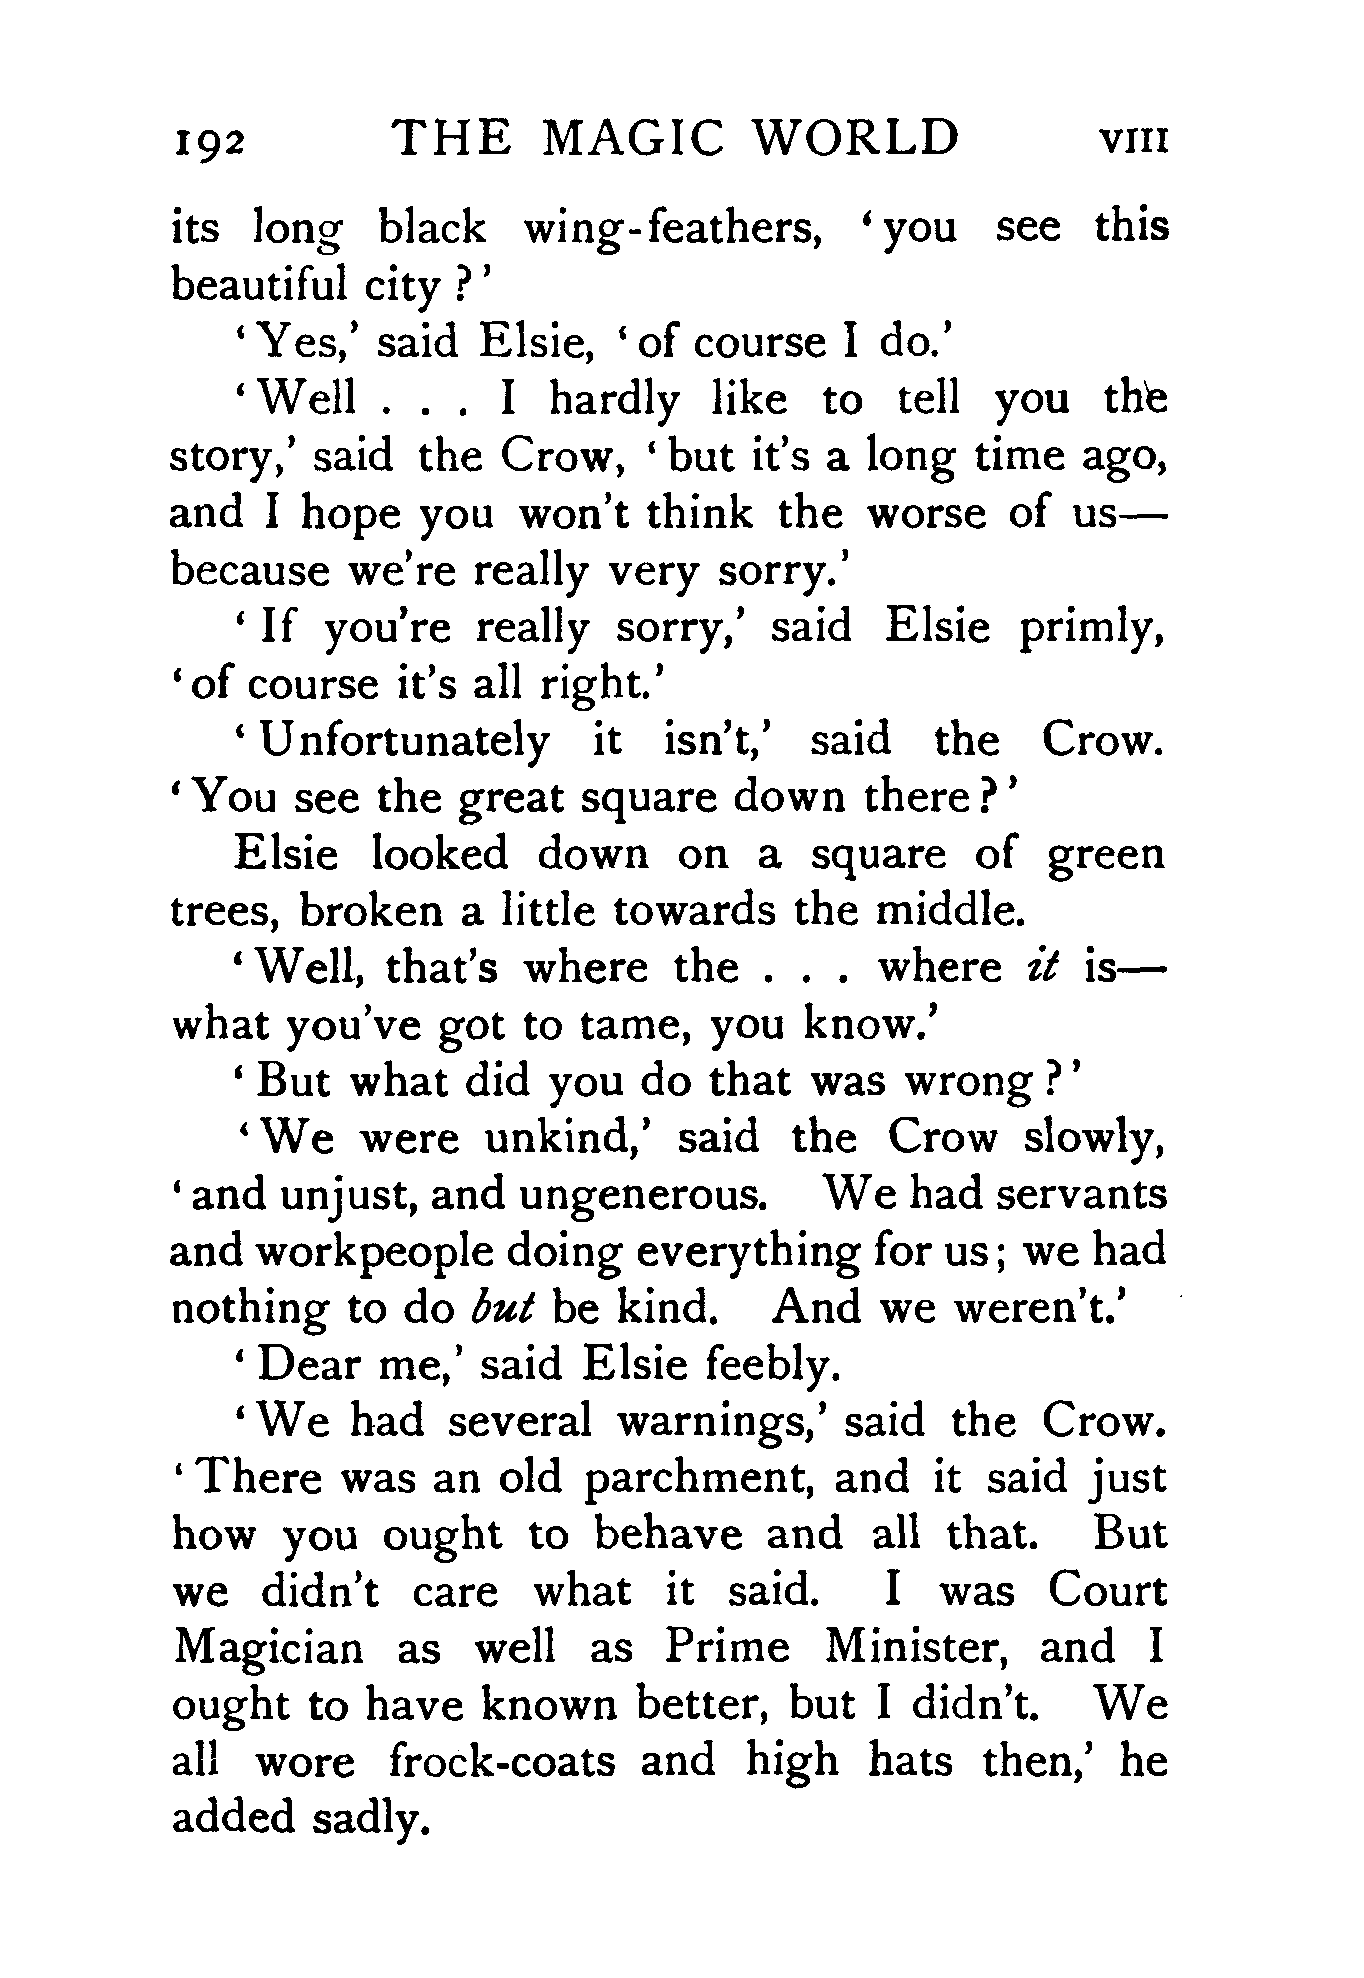 192 THE MAGIC WORLD VIII
its long black wing-feathers, ‘you see this
beautiful city?’
‘Yes,’ said Elsie, ‘of course I do.’
‘Well . . . I hardly like to tell you the
story,’ said the Crow, ‘but it's a long time ago,
and I hope you won't think the worse of us—
because we're really very sorry.’
‘If you're really sorry,’ said Elsie primly,
‘of course it's all right.’
‘Unfortunately it isn't,’ said the Crow.
‘You see the great square down there?’
Elsie looked down on a square of green
trees, broken a little towards the middle.
‘Well, that's where the . . . where it is—
what you've got to tame, you know.’
‘But what did you do that was wrong?’
‘We were unkind,’ said the Crow slowly,
‘and unjust, and ungenerous. We had servants
and workpeople doing everything for us; we had
nothing to do but be kind. And we weren't.’
‘Dear me,’ said Elsie feebly.
‘We had several warnings,’ said the Crow.
‘There was an old parchment, and it said just
how you ought to behave and all that. But
we didn't care what it said. I was Court
Magician as well as Prime Minister, and I
ought to have known better, but I didn't. We
all wore frock-coats and high hats then,’ he
added sadly.